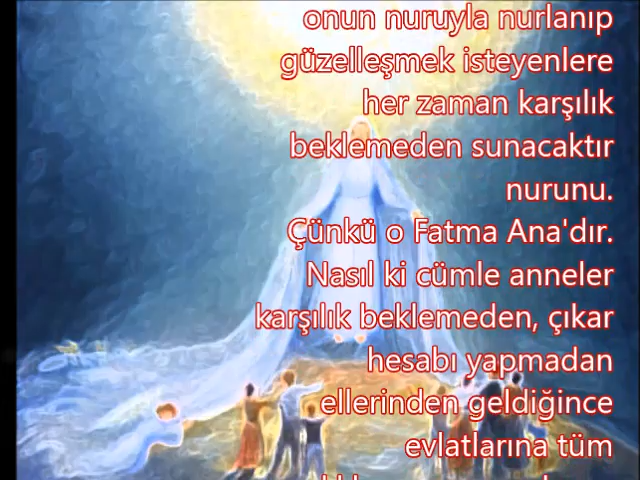 onun nuruyla nurlanıp
güzelleşmek isteyenlere
her zaman karşılık
beklemeden sunacaktır
nurunu.
Çünkü o Fatma Ana'dır.
Nasıl ki cümle anneler
karşılık beklemeden, çıkar
hesabı yapmadan
ellerinden geldiğince
evlatlarına tüm